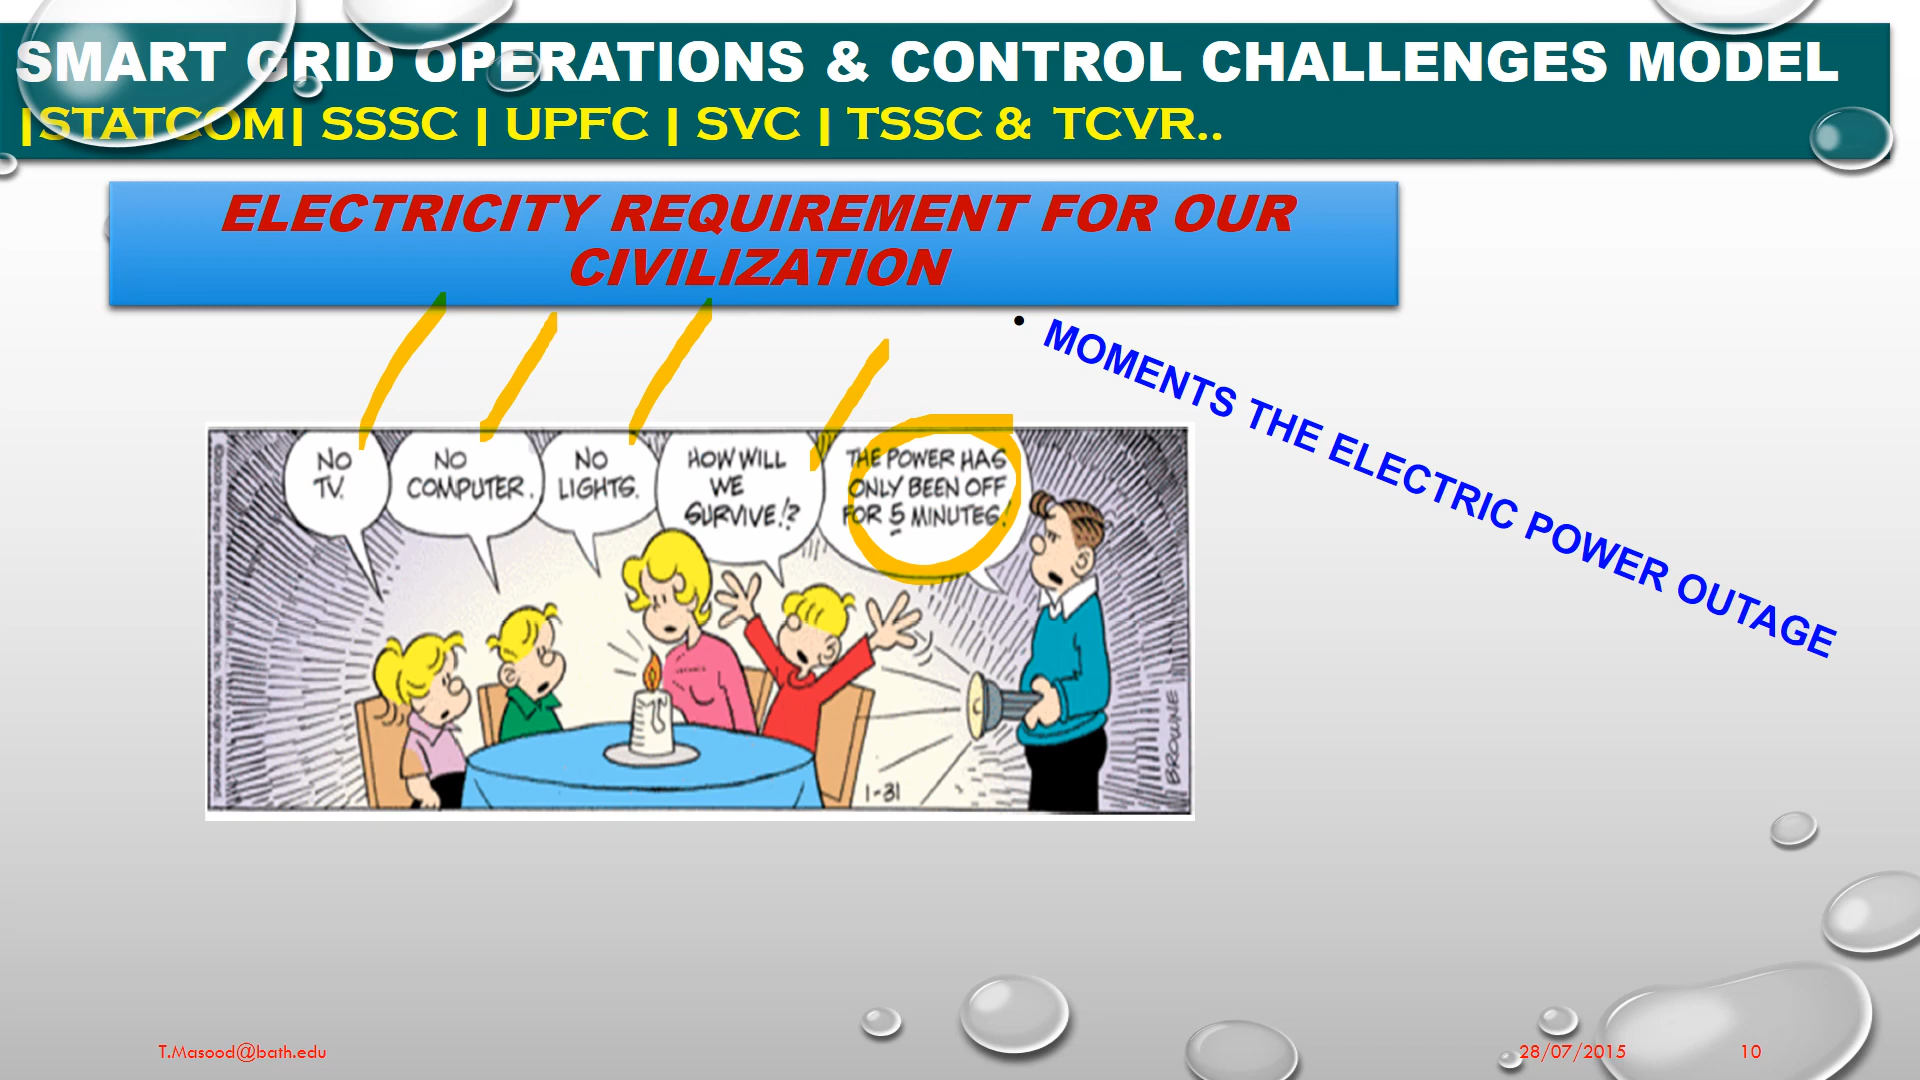 SMART GRID OPERATIONS & CONTROL CHALLENGES MODEL
|STATCOM| SSSC | UPFC | SVC | TSSC & TCVR..
ELECTRICITY REQUIREMENT FOR OUR
CIVILIZATION
• MOMENTS THE ELECTRIC POWER OUTAGE
NO
TV.
NO
COMPUTER.
NO
LIGHTS.
HOW WILL
WE
SURVIVE!?
THE POWER HAS
ONLY BEEN OFF
FOR 5 MINUTES!
1-31
BROWNE
T.Masood@bath.edu
28/07/2015
10